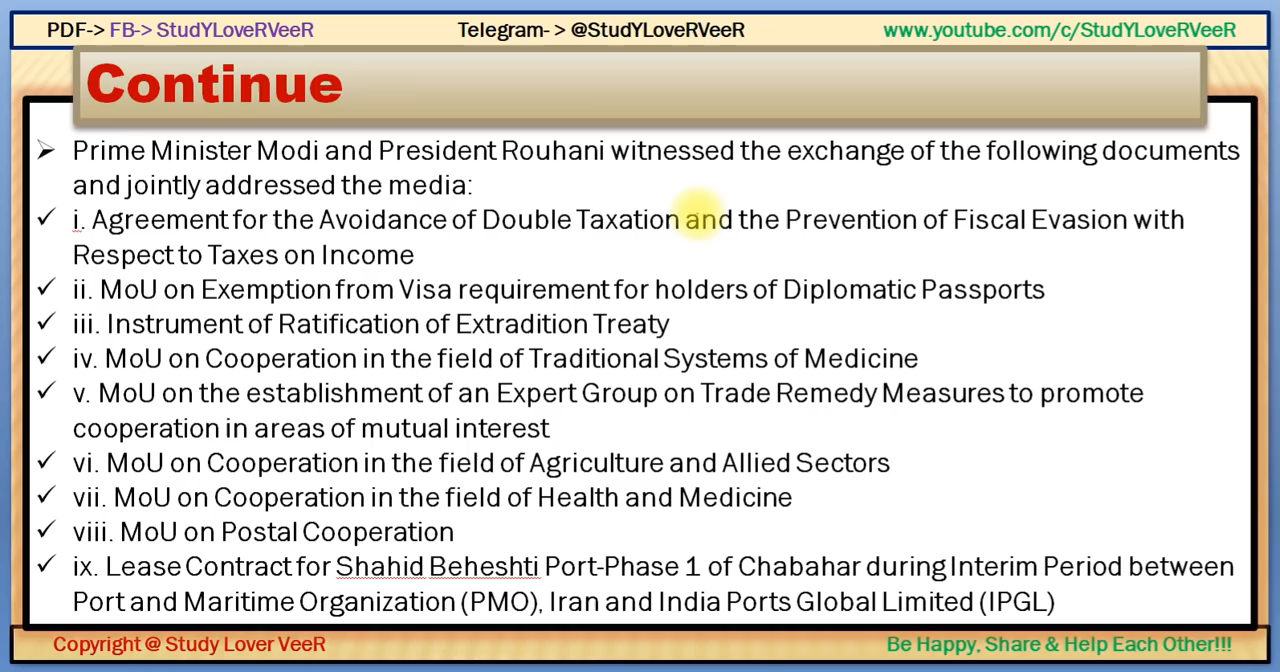 PDF-> FB-> StudYLoveRVeeR Telegram- > @StudYLoveRVeeR www.youtube.com/c/StudYLoveRVeeR
Continue
Prime Minister Modi and President Rouhani witnessed the exchange of the following documents
and jointly addressed the media:
i. Agreement for the Avoidance of Double Taxation and the Prevention of Fiscal Evasion with
Respect to Taxes on Income
ii. MoU on Exemption from Visa requirement for holders of Diplomatic Passports
iii. Instrument of Ratification of Extradition Treaty
iv. MoU on Cooperation in the field of Traditional Systems of Medicine
v. MoU on the establishment of an Expert Group on Trade Remedy Measures to promote
cooperation in areas of mutual interest
vi. MoU on Cooperation in the field of Agriculture and Allied Sectors
vii. MoU on Cooperation in the field of Health and Medicine
viii. MoU on Postal Cooperation
ix. Lease Contract for Shahid Beheshti Port-Phase 1 of Chabahar during Interim Period between
Port and Maritime Organization (PMO), Iran and India Ports Global Limited (IPGL)
Copyright @ Study Lover VeeR Be Happy, Share & Help Each Other!!!